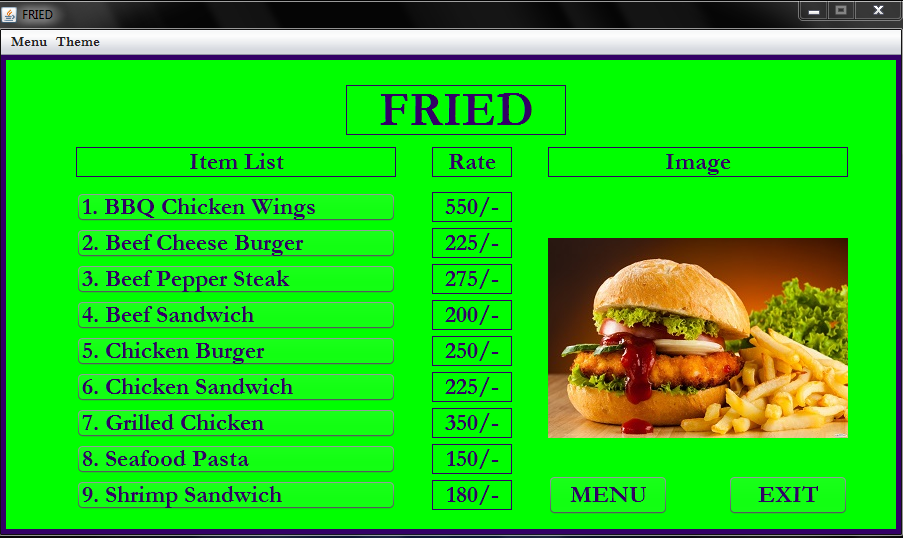 FRIED
Menu Theme
FRIED
Item List Rate Image
1. BBQ Chicken Wings 550/-
2. Beef Cheese Burger 225/-
3. Beef Pepper Steak 275/-
4. Beef Sandwich 200/-
5. Chicken Burger 250/-
6. Chicken Sandwich 225/-
7. Grilled Chicken 350/-
8. Seafood Pasta 150/-
9. Shrimp Sandwich 180/-
MENU EXIT